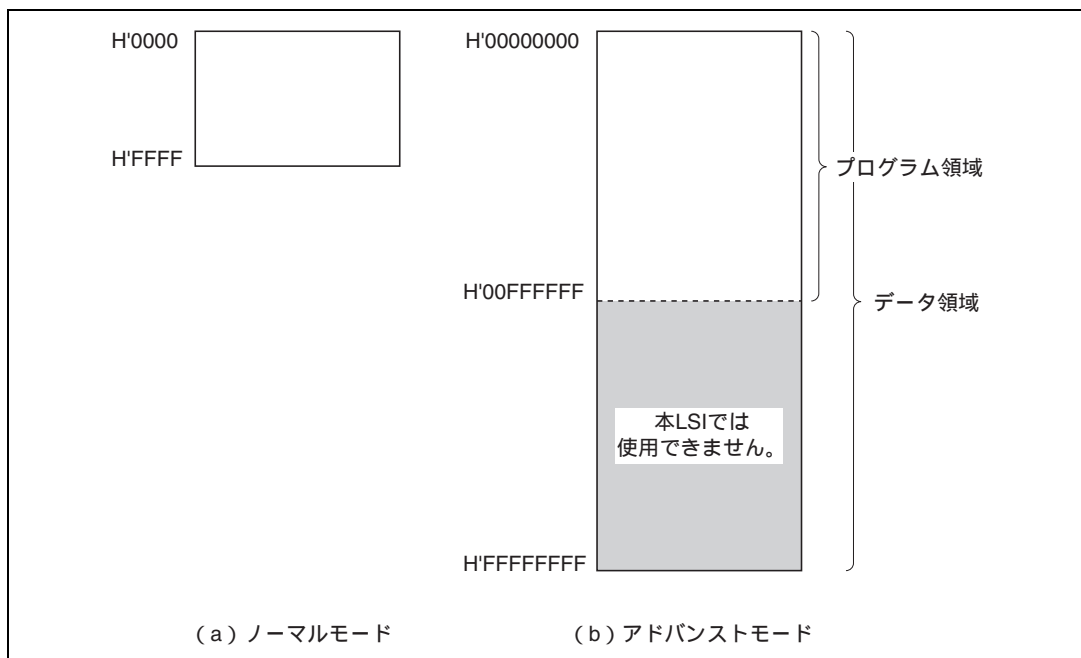 H'0000
H'FFFF
H'00000000
H'00FFFFFF
プログラム領域
データ領域
本LSIでは
使用できません。
H'FFFFFFFF
（a）ノーマルモード
（b）アドバンストモード